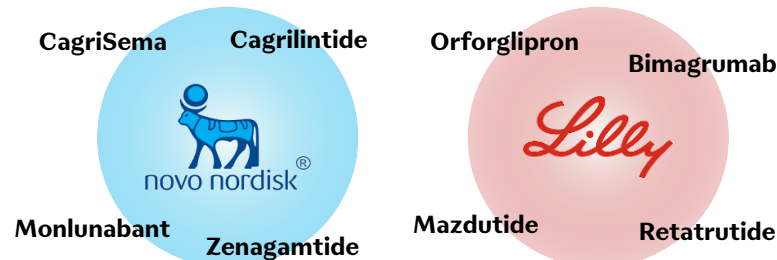 CagriSema
Cagrilintide
novo nordisk®
Monlunabant
Zenagamtide
Orforglipron
Bimagrumab
Lilly
Mazdutide
Retatrutide